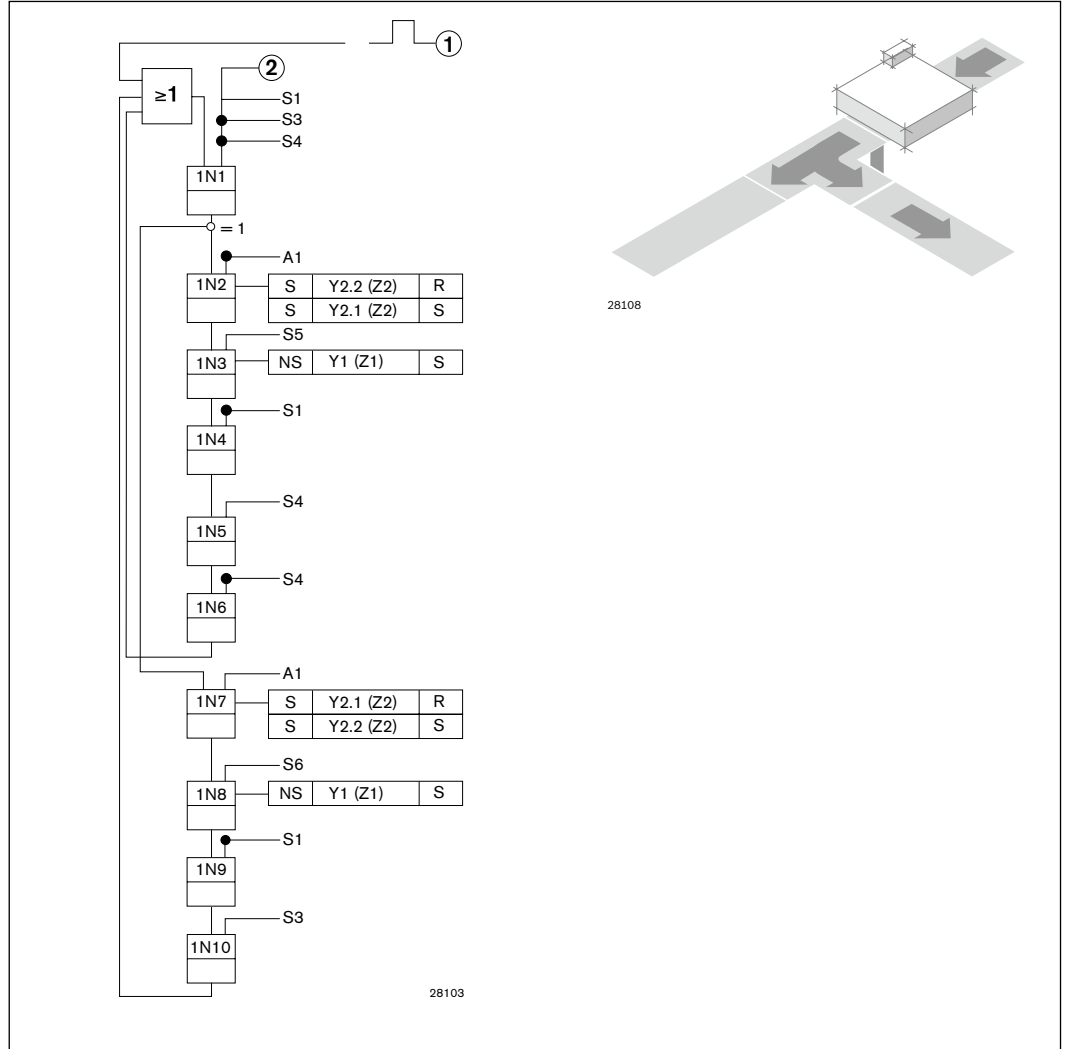 ①
②
≥1
S1
S3
S4
1N1
= 1
A1
1N2 S Y2.2 (Z2) R
S Y2.1 (Z2) S
S5
1N3 NS Y1 (Z1) S
S1
1N4
S4
1N5
S4
1N6
A1
1N7 S Y2.1 (Z2) R
S Y2.2 (Z2) S
S6
1N8 NS Y1 (Z1) S
S1
1N9
S3
1N10
28103
28108